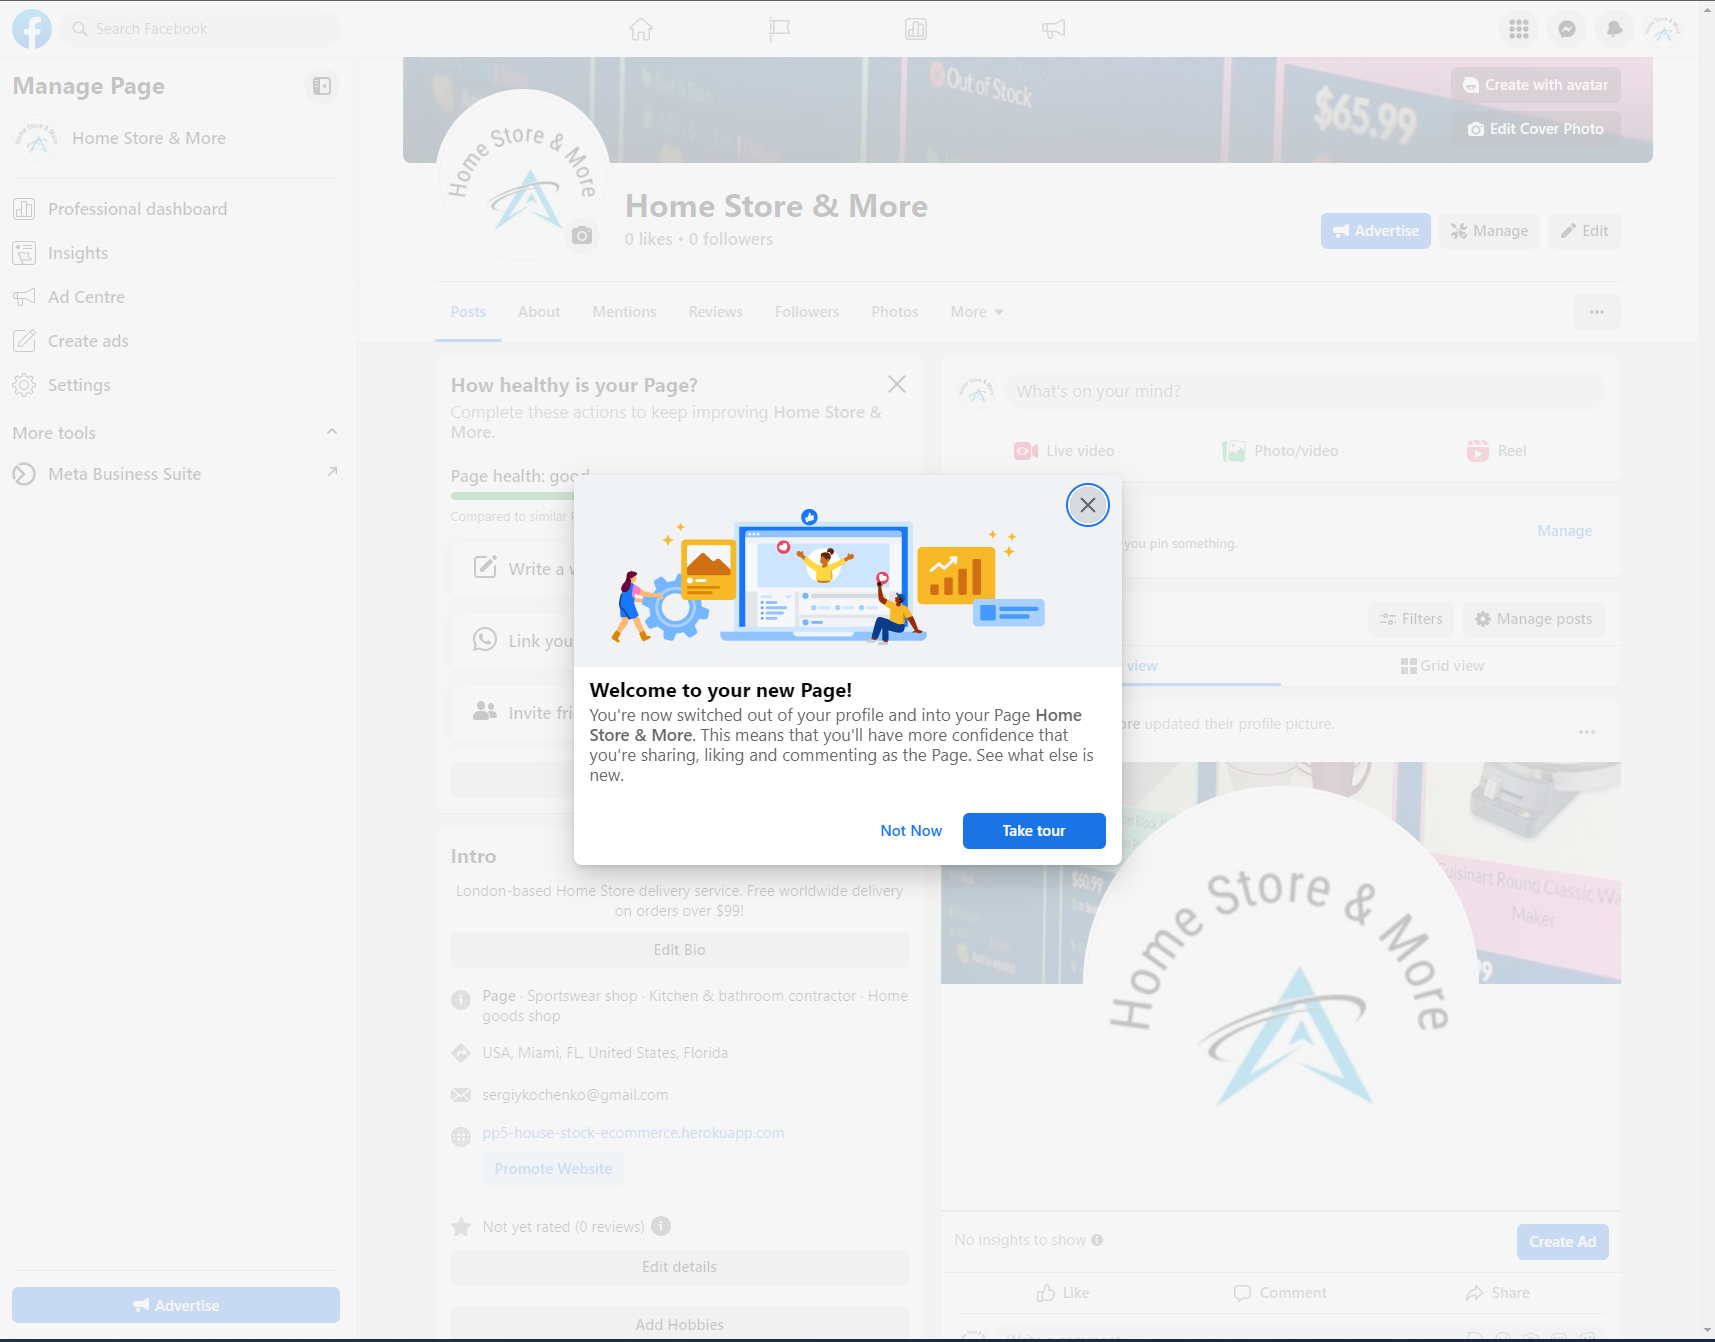 Search Facebook
Manage Page
Home Store & More
Professional dashboard
Insights
Ad Centre
Create ads
Settings
More tools
Meta Business Suite
Advertise
Bed & Bath
Out of Stock
$65.99
Create with avatar
Edit Cover Photo
Home Store & More
Home Store & More
0 likes • 0 followers
Advertise
Manage
Edit
Posts
About
Mentions
Reviews
Followers
Photos
More
How healthy is your Page?
Complete these actions to keep improving Home Store &
More.
Page health: good
Compared to similar
Write a
Link you
Invite fri
Intro
London-based Home Store delivery service. Free worldwide delivery
on orders over $99!
Edit Bio
Page · Sportswear shop · Kitchen & bathroom contractor · Home
goods shop
USA, Miami, FL, United States, Florida
sergiykochenko@gmail.com
pp5-house-stock-ecommerce.herokuapp.com
Promote Website
Not yet rated (0 reviews)
Edit details
Add Hobbies
Welcome to your new Page!
You're now switched out of your profile and into your Page Home
Store & More. This means that you'll have more confidence that
you're sharing, liking and commenting as the Page. See what else is
new.
Not Now
Take tour
What's on your mind?
Live video
Photo/video
Reel
Manage
you pin something.
Filters
Manage posts
view
Grid view
ore updated their profile picture.
$60.99
Cuisinart Round Classic Wa
Maker
Add to wishlist
Home Store & More
No insights to show
Create Ad
Like
Comment
Share
Write a comment